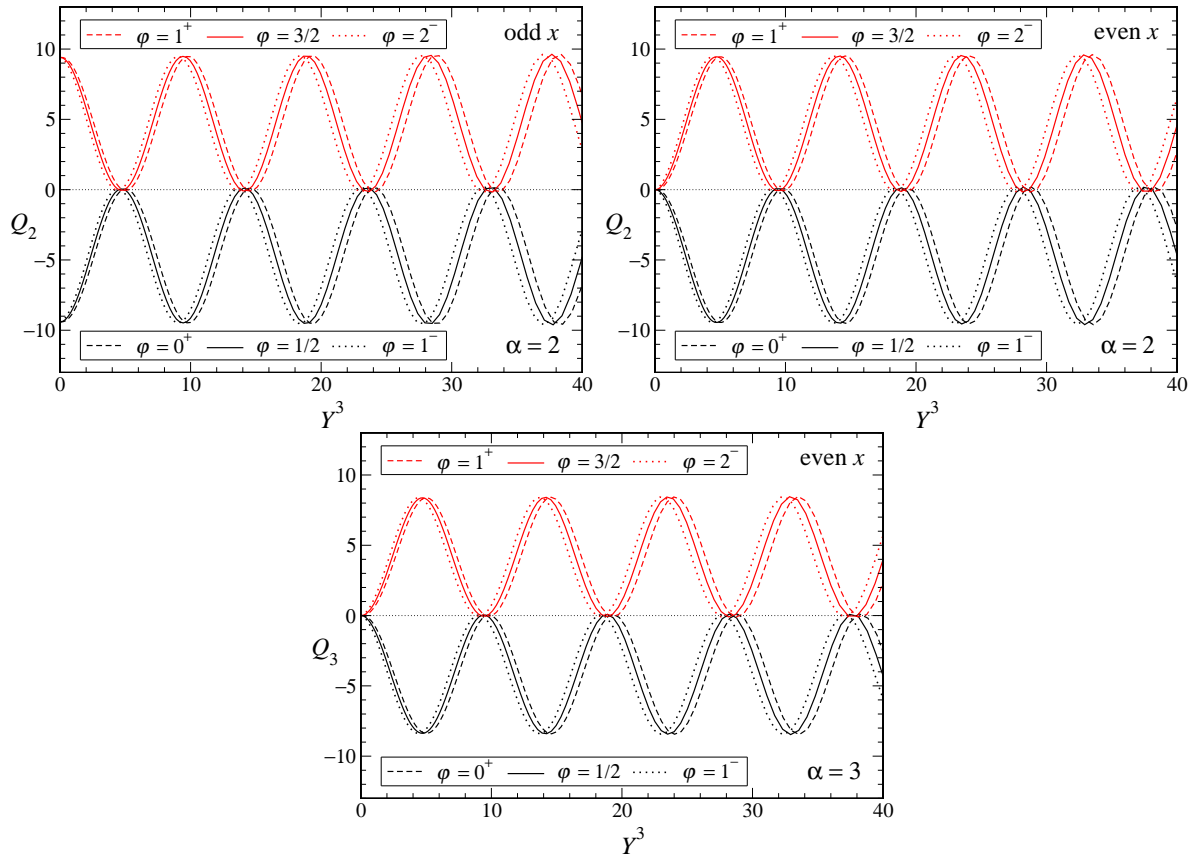 φ = 1⁺ φ = 3/2 φ = 2⁻ odd x
10
5
0
Q₂
−5
−10
φ = 0⁺ φ = 1/2 φ = 1⁻ α = 2
0 10 20 30 40
Y³
φ = 1⁺ φ = 3/2 φ = 2⁻ even x
10
5
0
Q₂
−5
−10
φ = 0⁺ φ = 1/2 φ = 1⁻ α = 2
0 10 20 30 40
Y³
φ = 1⁺ φ = 3/2 φ = 2⁻ even x
10
5
0
Q₃
−5
−10
φ = 0⁺ φ = 1/2 φ = 1⁻ α = 3
0 10 20 30 40
Y³